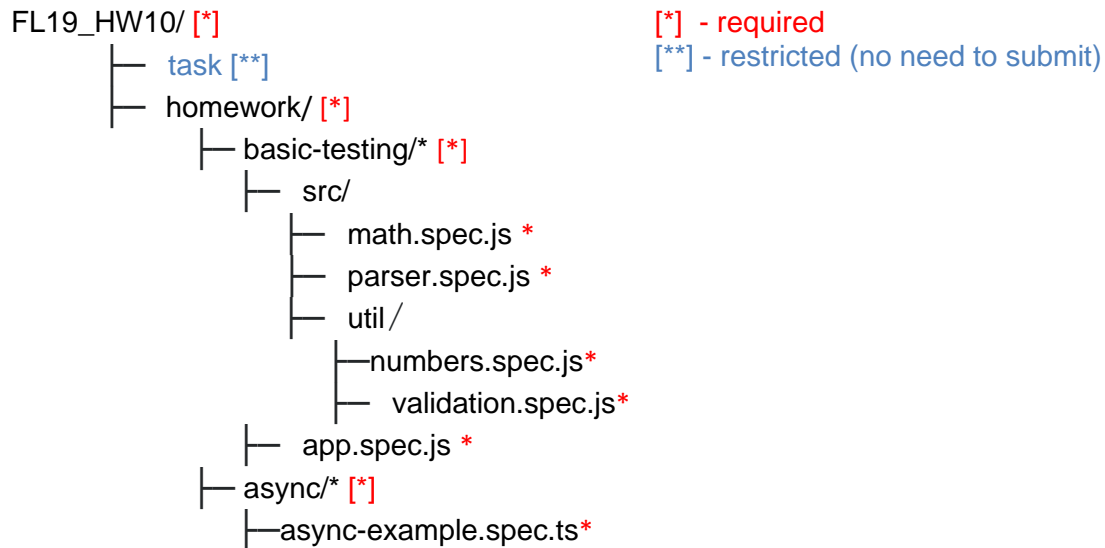 FL19_HW10/ [*]
[*] - required
task [**]
[**] - restricted (no need to submit)
homework/ [*]
basic-testing/* [*]
src/
math.spec.js *
parser.spec.js *
util/
numbers.spec.js*
validation.spec.js*
app.spec.js *
async/* [*]
async-example.spec.ts*